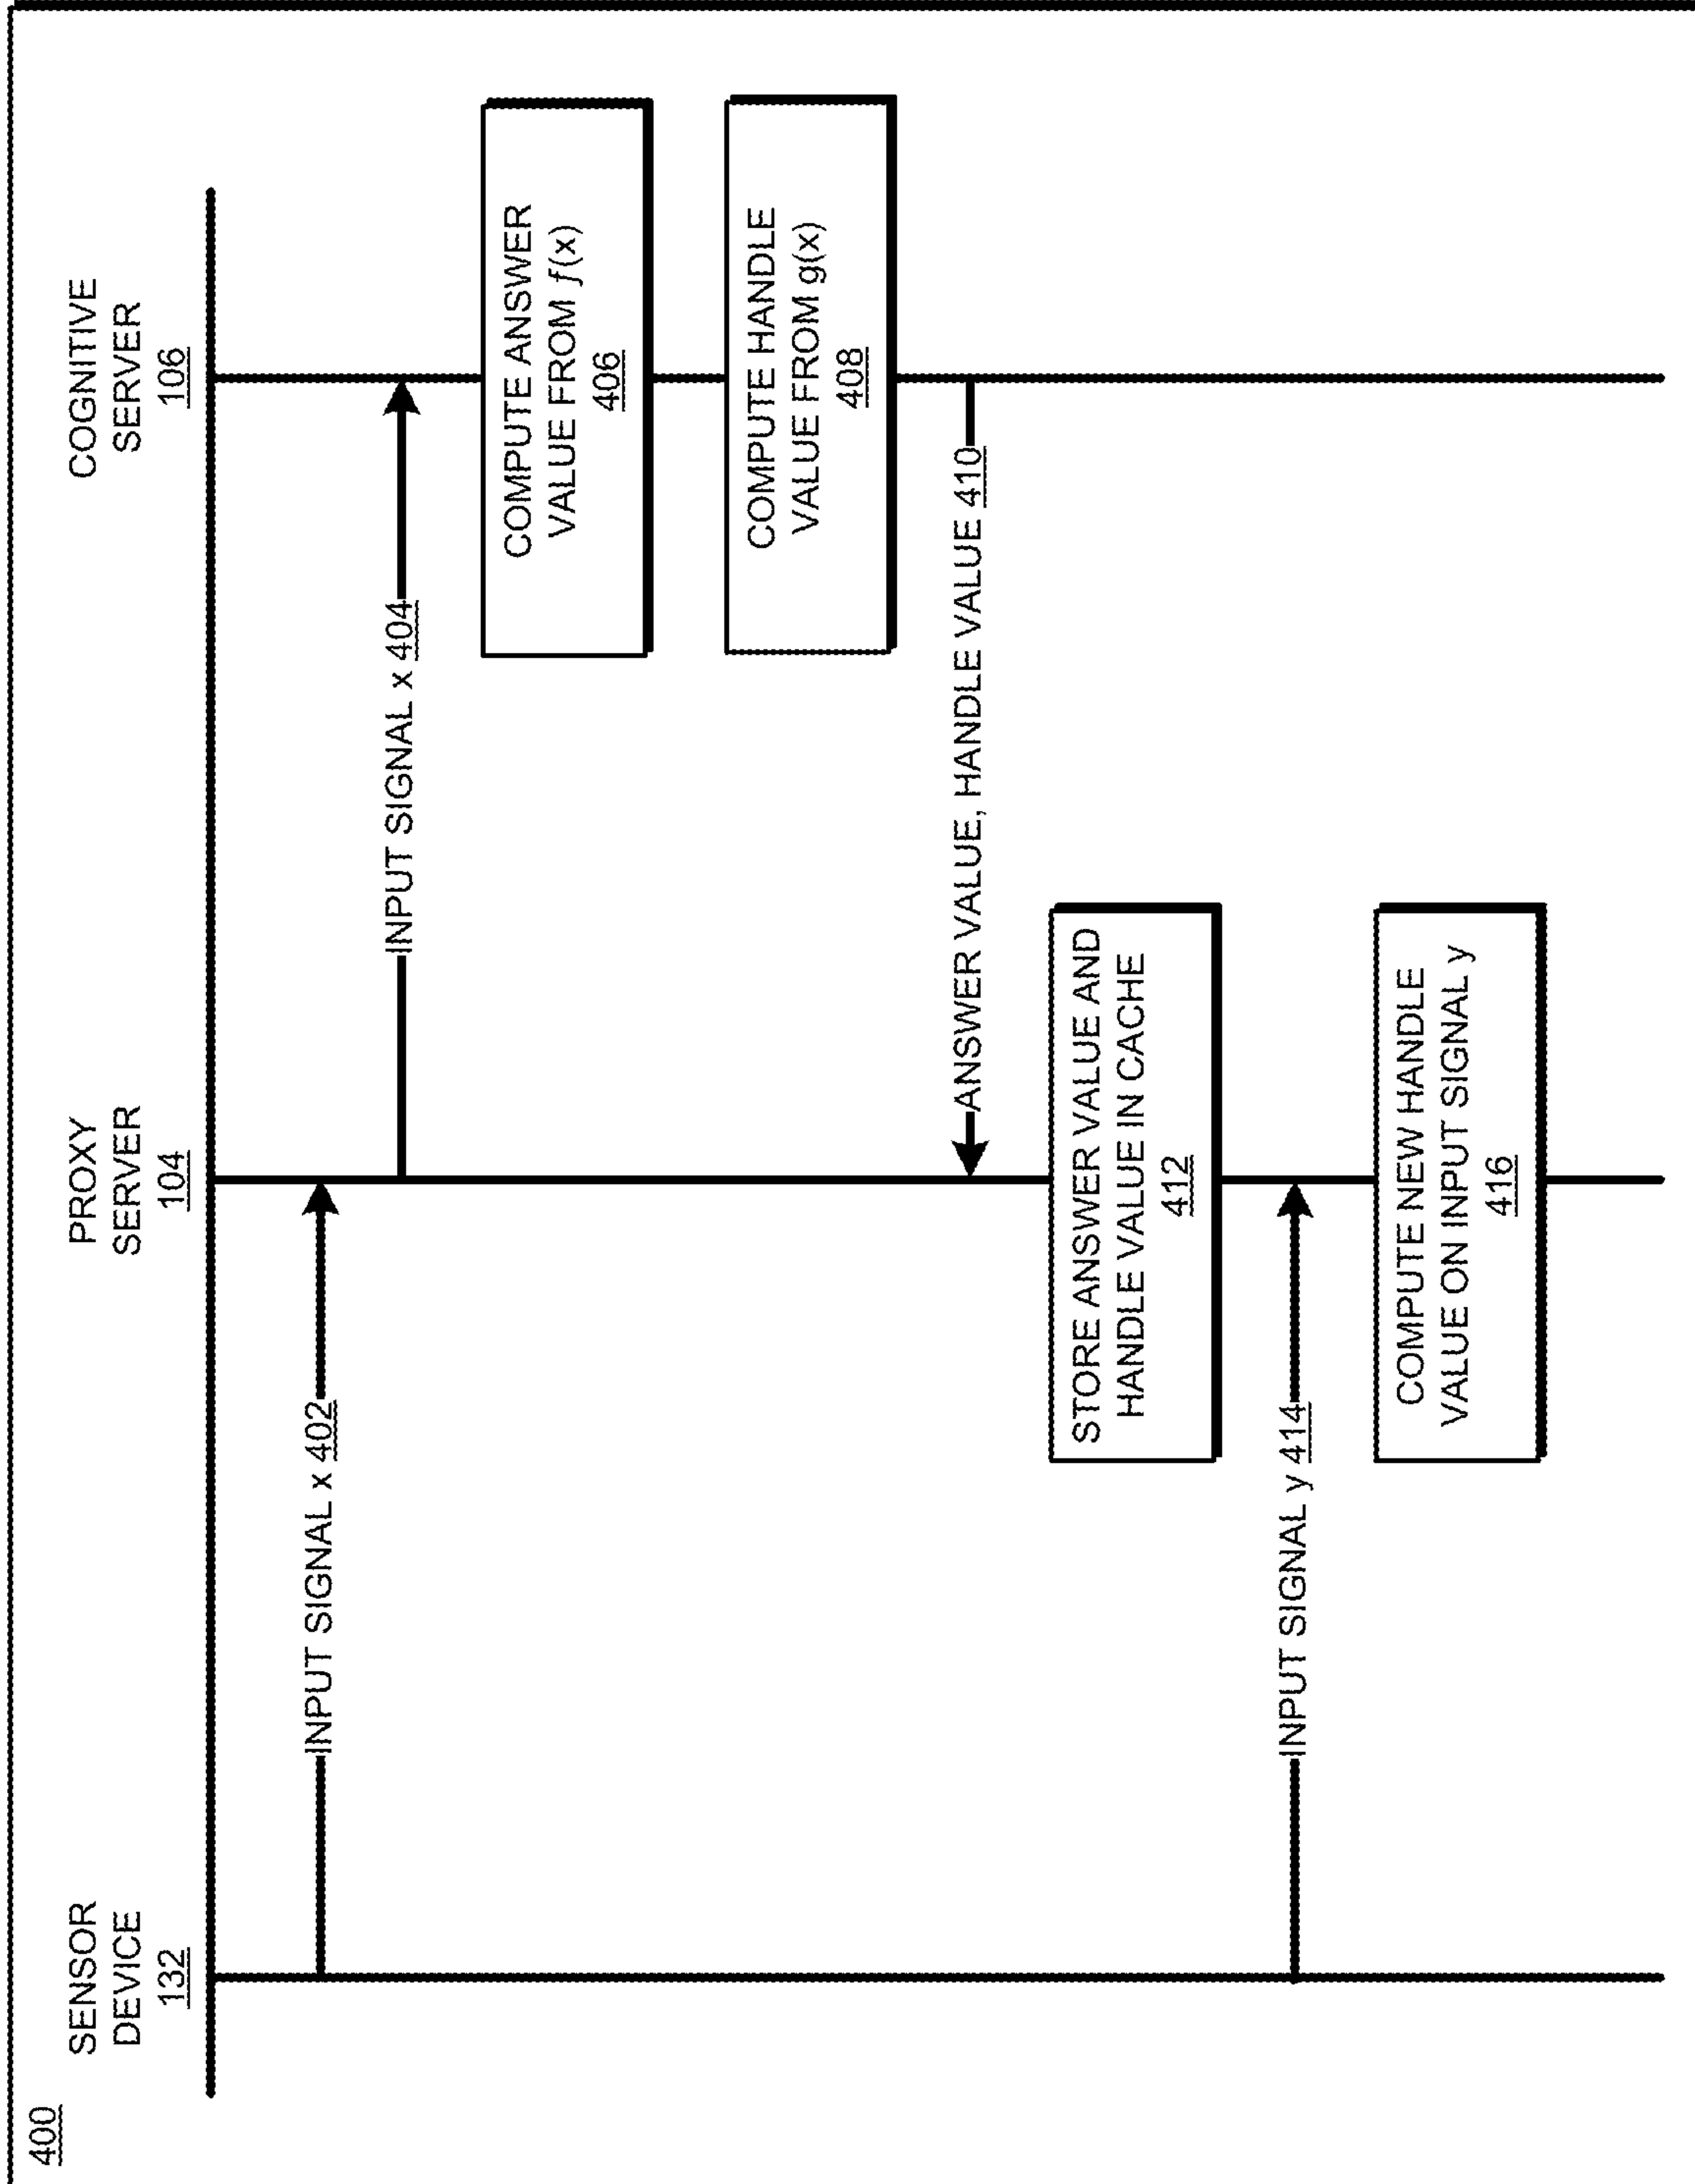 400
SENSOR
DEVICE
132
PROXY
SERVER
104
COGNITIVE
SERVER
106
INPUT SIGNAL x 402
INPUT SIGNAL x 404
COMPUTE ANSWER
VALUE FROM ƒ(x)
406
COMPUTE HANDLE
VALUE FROM g(x)
408
ANSWER VALUE, HANDLE VALUE 410
STORE ANSWER VALUE AND
HANDLE VALUE IN CACHE
412
INPUT SIGNAL y 414
COMPUTE NEW HANDLE
VALUE ON INPUT SIGNAL y
416